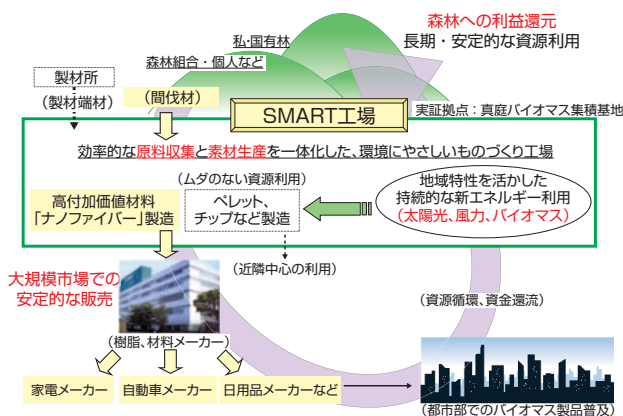 森林への利益還元
長期・安定的な資源利用
私・国有林
森林組合・個人など
製材所
(製材端材)
(間伐材)
SMART工場
実証拠点：真庭バイオマス集積基地
効率的な原料収集と素材生産を一体化した、環境にやさしいものづくり工場
(ムダのない資源利用)
高付加価値材料
「ナノファイバー」製造
ペレット、
チップなど製造
地域特性を活かした
持続的な新エネルギー利用
(太陽光、風力、バイオマス)
大規模市場での
安定的な販売
(近隣中心の利用)
(資源循環、資金還流)
(樹脂、材料メーカー)
家電メーカー
自動車メーカー
日用品メーカーなど
(都市部でのバイオマス製品普及)